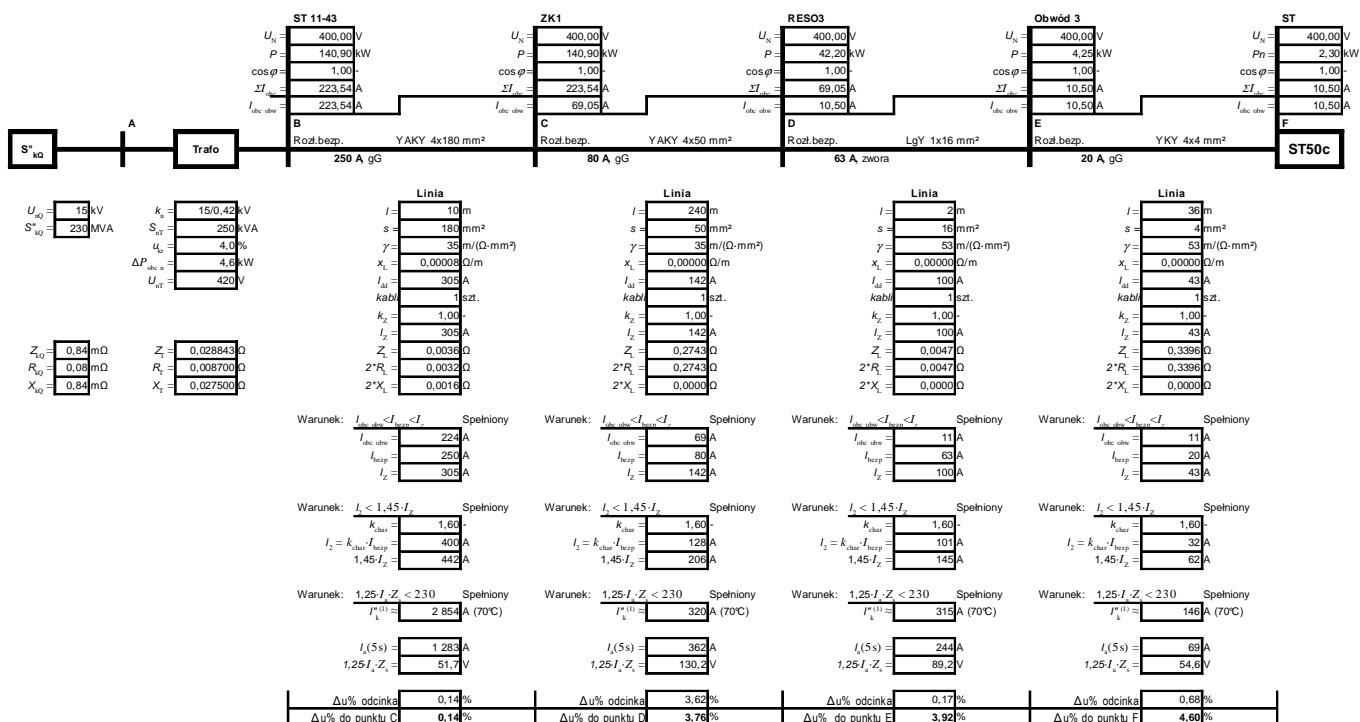 ST 11-43 ZK1 RESO3 Obwód 3 ST
U_N = 400,00 V U_N = 400,00 V U_N = 400,00 V U_N = 400,00 V U_N = 400,00 V
P = 140,90 kW P = 140,90 kW P = 42,20 kW P = 4,25 kW Pn = 2,30 kW
cosφ = 1,00 - cosφ = 1,00 - cosφ = 1,00 - cosφ = 1,00 - cosφ = 1,00 -
ΣI_obc = 223,54 A ΣI_obc = 223,54 A ΣI_obc = 69,05 A ΣI_obc = 10,50 A ΣI_obc = 10,50 A
I_obc obw = 223,54 A I_obc obw = 69,05 A I_obc obw = 10,50 A I_obc obw = 10,50 A I_obc obw = 10,50 A
A B C D E F
S"_kQ Trafo Rozł.bezp. YAKY 4x180 mm² Rozł.bezp. YAKY 4x50 mm² Rozł.bezp. LgY 1x16 mm² Rozł.bezp. YKY 4x4 mm² ST50c
250 A, gG 80 A, gG 63 A, zwora 20 A, gG
Linia Linia Linia Linia
U_nQ = 15 kV k_n = 15/0,42 kV l = 10 m l = 240 m l = 2 m l = 36 m
S"_kQ = 230 MVA S_nT = 250 kVA s = 180 mm² s = 50 mm² s = 16 mm² s = 4 mm²
u_kr = 4,0 % γ = 35 m/(Ω·mm²) γ = 35 m/(Ω·mm²) γ = 53 m/(Ω·mm²) γ = 53 m/(Ω·mm²)
ΔP_obc n = 4,6 kW x_L = 0,00008 Ω/m x_L = 0,00000 Ω/m x_L = 0,00000 Ω/m x_L = 0,00000 Ω/m
U_nT = 420 V I_dd = 305 A I_dd = 142 A I_dd = 100 A I_dd = 43 A
kabli 1 szt. kabli 1 szt. kabli 1 szt. kabli 1 szt.
k_Z = 1,00 - k_Z = 1,00 - k_Z = 1,00 - k_Z = 1,00 -
I_Z = 305 A I_Z = 142 A I_Z = 100 A I_Z = 43 A
Z_kQ = 0,84 mΩ Z_T = 0,028843 Ω Z_L = 0,0036 Ω Z_L = 0,2743 Ω Z_L = 0,0047 Ω Z_L = 0,3396 Ω
R_kQ = 0,08 mΩ R_T = 0,008700 Ω 2*R_L = 0,0032 Ω 2*R_L = 0,2743 Ω 2*R_L = 0,0047 Ω 2*R_L = 0,3396 Ω
X_kQ = 0,84 mΩ X_T = 0,027500 Ω 2*X_L = 0,0016 Ω 2*X_L = 0,0000 Ω 2*X_L = 0,0000 Ω 2*X_L = 0,0000 Ω
Warunek: I_obc obw<I_bezp<I_z Spełniony Warunek: I_obc obw<I_bezp<I_z Spełniony Warunek: I_obc obw<I_bezp<I_z Spełniony Warunek: I_obc obw<I_bezp<I_z Spełniony
I_obc obw = 224 A I_obc obw = 69 A I_obc obw = 11 A I_obc obw = 11 A
I_bezp = 250 A I_bezp = 80 A I_bezp = 63 A I_bezp = 20 A
I_Z = 305 A I_Z = 142 A I_Z = 100 A I_Z = 43 A
Warunek: I_2 < 1,45·I_Z Spełniony Warunek: I_2 < 1,45·I_Z Spełniony Warunek: I_2 < 1,45·I_Z Spełniony Warunek: I_2 < 1,45·I_Z Spełniony
k_char = 1,60 - k_char = 1,60 - k_char = 1,60 - k_char = 1,60 -
I_2 = k_char·I_bezp = 400 A I_2 = k_char·I_bezp = 128 A I_2 = k_char·I_bezp = 101 A I_2 = k_char·I_bezp = 32 A
1,45·I_Z = 442 A 1,45·I_Z = 206 A 1,45·I_Z = 145 A 1,45·I_Z = 62 A
Warunek: 1,25·I_a·Z_s < 230 Spełniony Warunek: 1,25·I_a·Z_s < 230 Spełniony Warunek: 1,25·I_a·Z_s < 230 Spełniony Warunek: 1,25·I_a·Z_s < 230 Spełniony
I"_k^(1) ≈ 2 854 A (70°C) I"_k^(1) ≈ 320 A (70°C) I"_k^(1) ≈ 315 A (70°C) I"_k^(1) ≈ 146 A (70°C)
I_a(5s) = 1 283 A I_a(5s) = 362 A I_a(5s) = 244 A I_a(5s) = 69 A
1,25·I_a·Z_s = 51,7 V 1,25·I_a·Z_s = 130,2 V 1,25·I_a·Z_s = 89,2 V 1,25·I_a·Z_s = 54,6 V
Δu% odcinka 0,14 % Δu% odcinka 3,62 % Δu% odcinka 0,17 % Δu% odcinka 0,68 %
Δu% do punktu C 0,14 % Δu% do punktu D 3,76 % Δu% do punktu E 3,92 % Δu% do punktu F 4,60 %